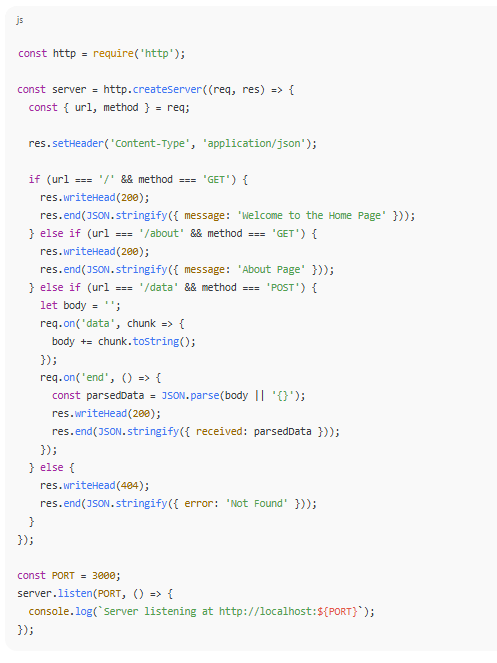 js
const http = require('http');
const server = http.createServer((req, res) => {
  const { url, method } = req;
  res.setHeader('Content-Type', 'application/json');
  if (url === '/' && method === 'GET') {
    res.writeHead(200);
    res.end(JSON.stringify({ message: 'Welcome to the Home Page' }));
  } else if (url === '/about' && method === 'GET') {
    res.writeHead(200);
    res.end(JSON.stringify({ message: 'About Page' }));
  } else if (url === '/data' && method === 'POST') {
    let body = '';
    req.on('data', chunk => {
      body += chunk.toString();
    });
    req.on('end', () => {
      const parsedData = JSON.parse(body || '{}');
      res.writeHead(200);
      res.end(JSON.stringify({ received: parsedData }));
    });
  } else {
    res.writeHead(404);
    res.end(JSON.stringify({ error: 'Not Found' }));
  }
});
const PORT = 3000;
server.listen(PORT, () => {
  console.log(`Server listening at http://localhost:${PORT}`);
});